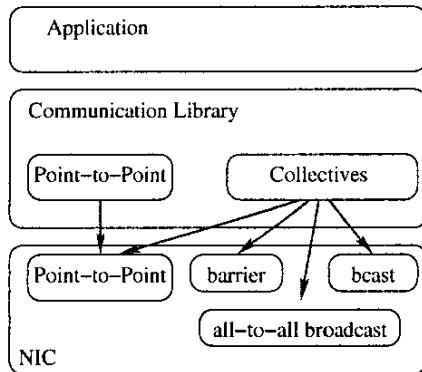 Application
Communication Library
Point-to-Point
Collectives
Point-to-Point
barrier
bcast
all-to-all broadcast
NIC